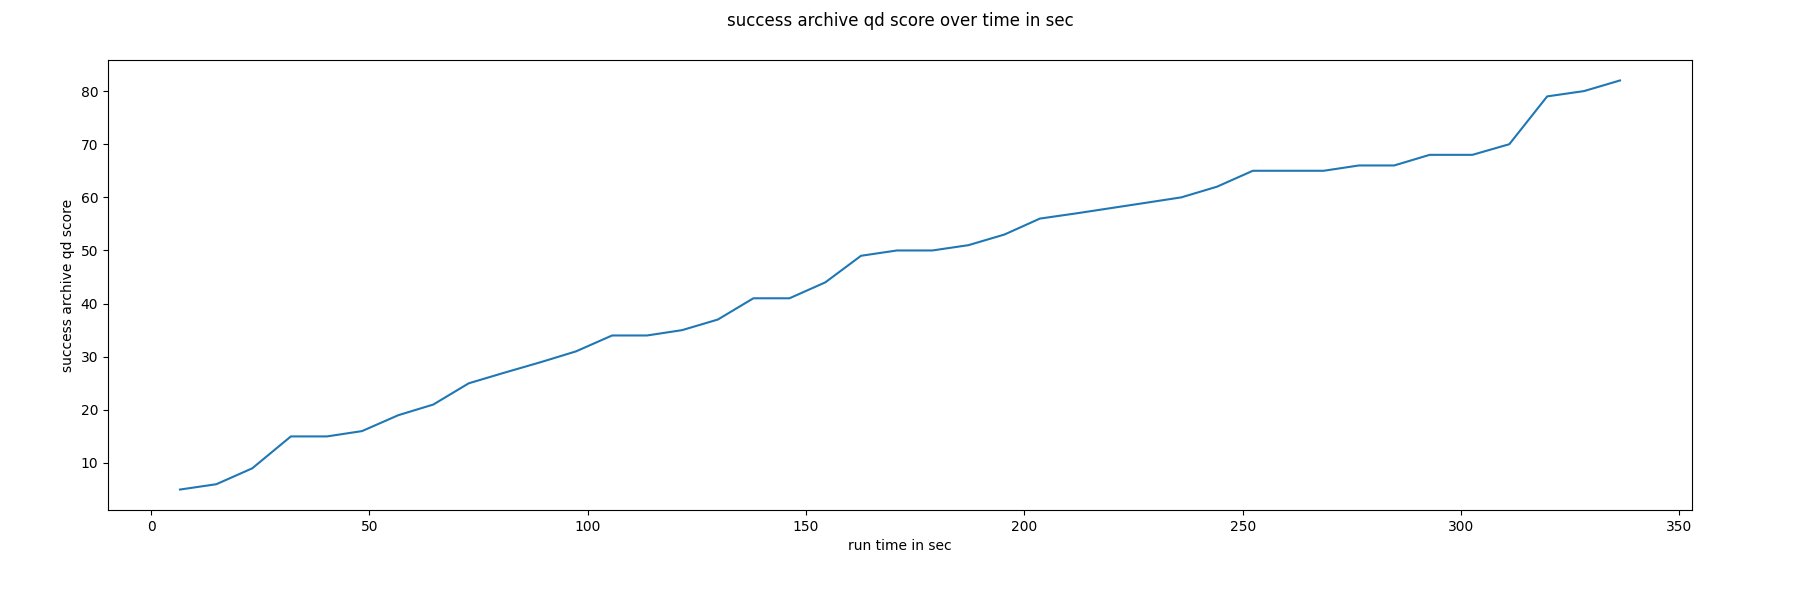 success archive qd score over time in sec
80
70
60
50
40
30
20
10
success archive qd score
0 50 100 150 200 250 300 350
run time in sec